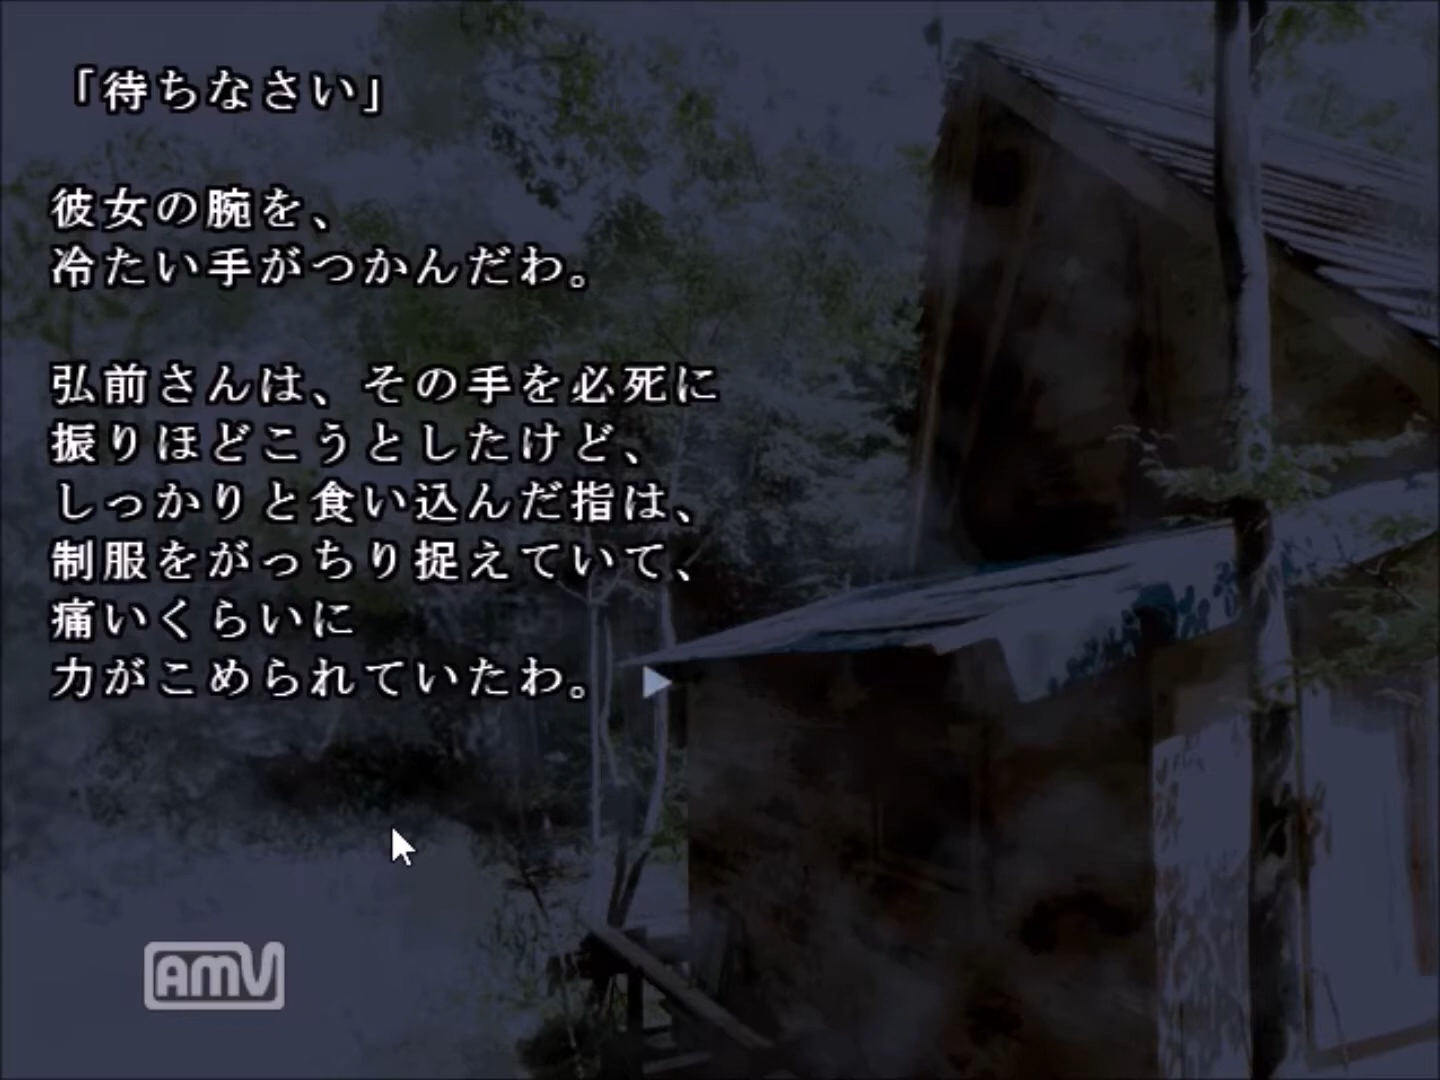 「待ちなさい」
彼女の腕を、
冷たい手がつかんだわ。
弘前さんは、その手を必死に
振りほどこうとしたけど、
しっかりと食い込んだ指は、
制服をがっちり捉えていて、
痛いくらいに
力がこめられていたわ。
AMV